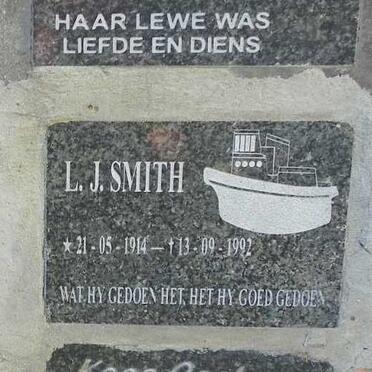 HAAR LEWE WAS
LIEFDE EN DIENS
L. J. SMITH
★ 21 - 05 - 1914 — † 13 - 09 - 1992
WAT HY GEDOEN HET, HET HY GOED GEDOEN